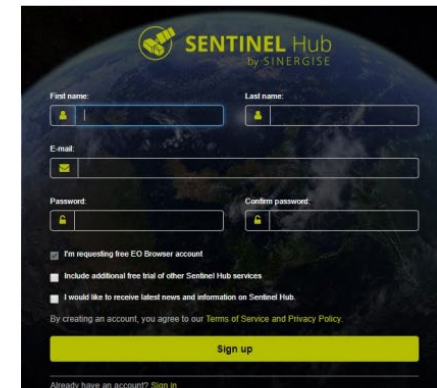 SENTINEL Hub
by SINERGISE
First name: Last name:
E-mail:
Password: Confirm password:
I'm requesting free EO Browser account
Include additional free trial of other Sentinel Hub services
I would like to receive latest news and information on Sentinel Hub.
By creating an account, you agree to our Terms of Service and Privacy Policy.
Sign up
Already have an account? Sign in